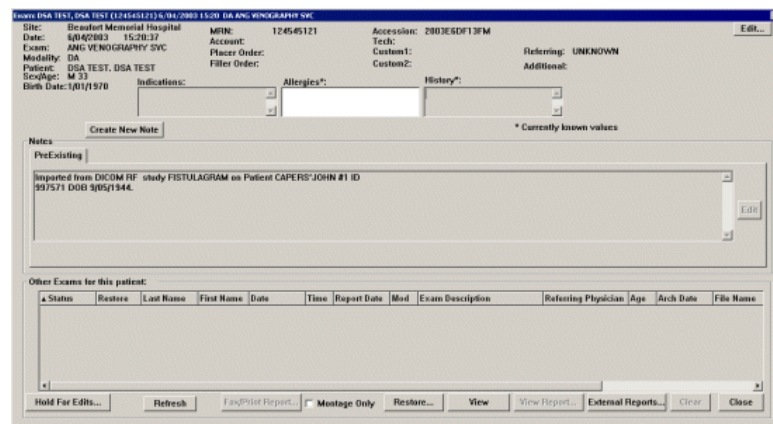 Exam: DSA TEST, DSA TEST (124545121) 6/04/2003 15:20 DA ANG VENOGRAPHY SVC
Site: Beaufort Memorial Hospital
Date: 6/04/2003 15:20:37
Exam: ANG VENOGRAPHY SVC
Modality: DA
Patient: DSA TEST, DSA TEST
Sex/Age: M 33
Birth Date: 1/01/1970
MRN: 124545121
Account:
Placer Order:
Filler Order:
Accession: 2003E6DF13FM
Tech:
Custom1:
Custom2:
Referring: UNKNOWN
Additional:
Edit...
Indications:
Allergies*:
History*:
Create New Note
* Currently known values
Notes
PreExisting
Imported from DICOM RF study FISTULAGRAM on Patient CAPERS^JOHN #1 ID
997571 DOB 9/05/1944.
Edit
Other Exams for this patient:
Status Restore Last Name First Name Date Time Report Date Mod Exam Description Referring Physician Age Arch Date File Name
Hold For Edits... Refresh Fax/Print Report... Montage Only Restore... View View Report... External Reports... Clear Close